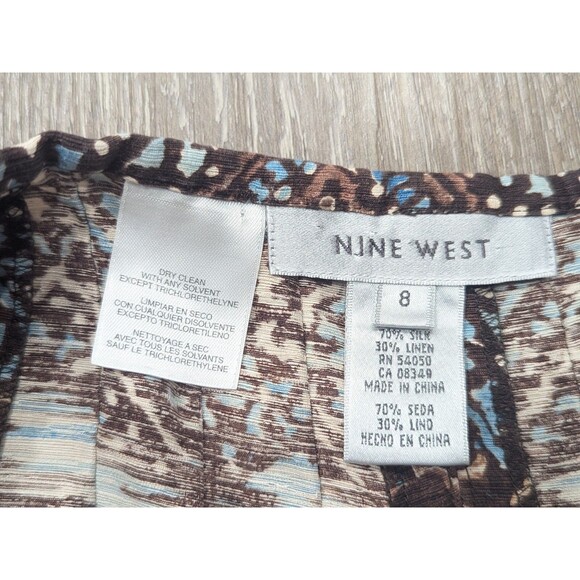 DRY CLEAN
WITH ANY SOLVENT
EXCEPT TRICHLORETHELYNE
LIMPIAR EN SECO
CON CUALQUIER DISOLVENTE
EXCEPTO TRICLORETILENO
NETTOYAGE A SEC
AVEC TOUS LES SOLVANTS
SAUF LE TRICHLORETHYLENE
NINE WEST
8
70% SILK
30% LINEN
RN 54050
CA 08349
MADE IN CHINA
70% SEDA
30% LINO
HECHO EN CHINA